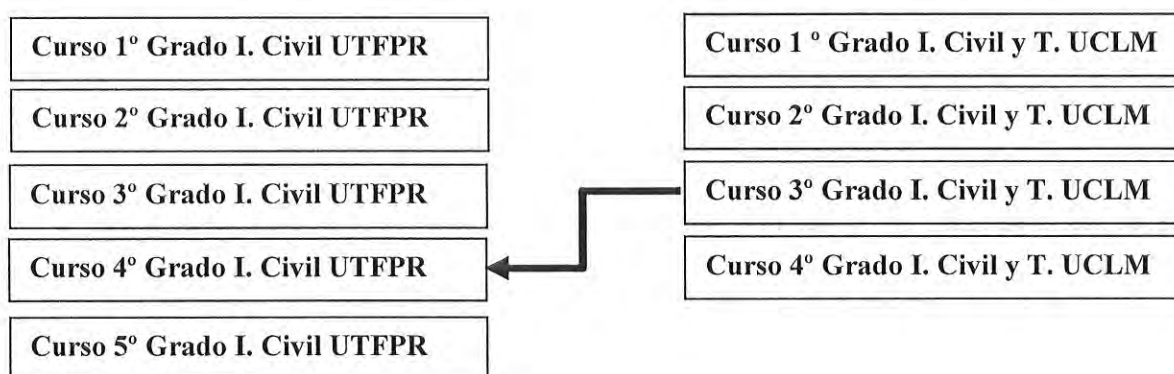 Curso 1º Grado I. Civil UTFPR
Curso 2º Grado I. Civil UTFPR
Curso 3º Grado I. Civil UTFPR
Curso 4º Grado I. Civil UTFPR
Curso 5º Grado I. Civil UTFPR
Curso 1 º Grado I. Civil y T. UCLM
Curso 2º Grado I. Civil y T. UCLM
Curso 3º Grado I. Civil y T. UCLM
Curso 4º Grado I. Civil y T. UCLM